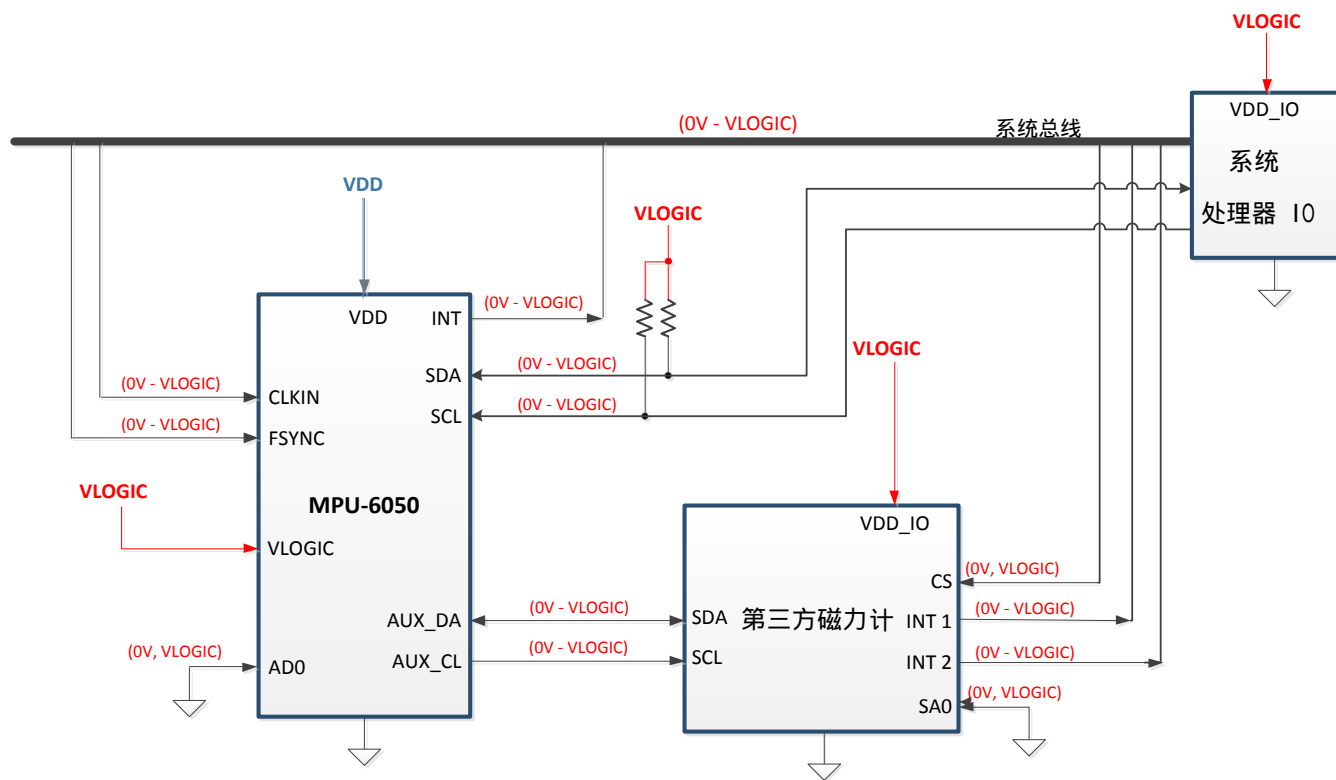 VLOGIC
VDD_IO
系统
处理器 IO
(0V - VLOGIC)
系统总线
VDD
VLOGIC
VDD
INT
(0V - VLOGIC)
SDA
(0V - VLOGIC)
SCL
(0V - VLOGIC)
(0V - VLOGIC)
CLKIN
(0V - VLOGIC)
FSYNC
VLOGIC
MPU-6050
VLOGIC
AUX_DA
(0V - VLOGIC)
AUX_CL
(0V - VLOGIC)
(0V, VLOGIC)
AD0
VLOGIC
VDD_IO
CS
(0V, VLOGIC)
SDA
第三方磁力计
INT 1
(0V - VLOGIC)
SCL
INT 2
(0V - VLOGIC)
SA0
(0V, VLOGIC)